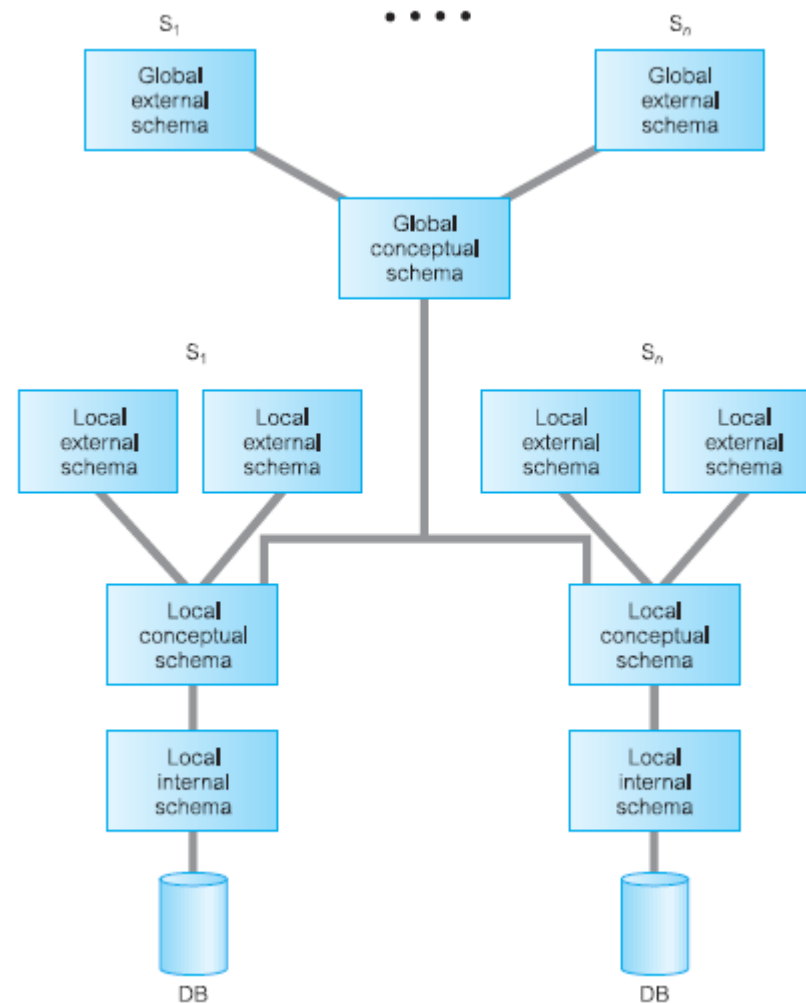 S₁
• • • •
Sₙ
Global
external
schema
Global
external
schema
Global
conceptual
schema
S₁
Sₙ
Local
external
schema
Local
external
schema
Local
external
schema
Local
external
schema
Local
conceptual
schema
Local
conceptual
schema
Local
internal
schema
Local
internal
schema
DB
DB